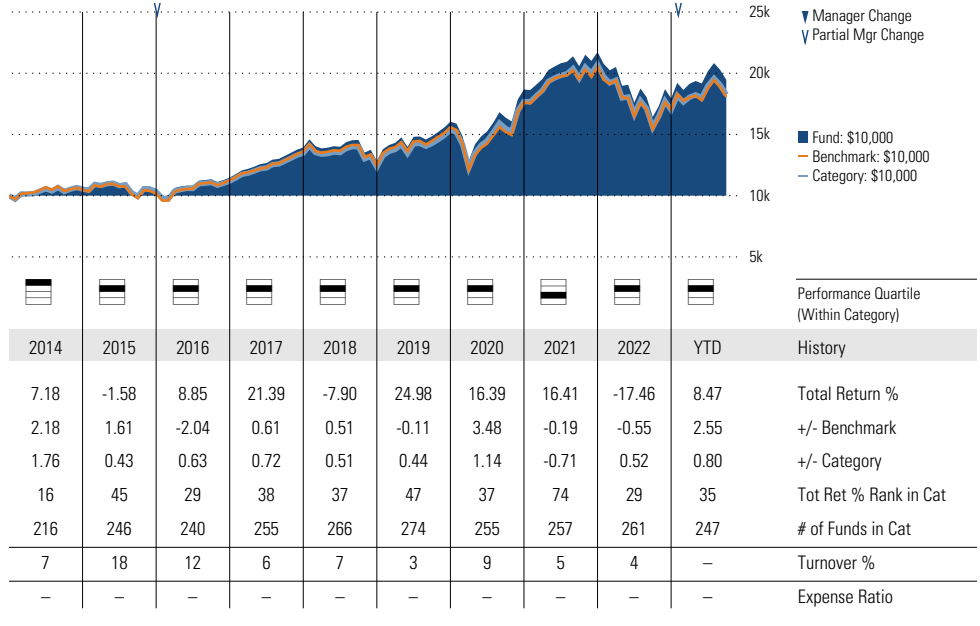 25k
Manager Change
Partial Mgr Change
20k
15k
Fund: $10,000
Benchmark: $10,000
Category: $10,000
10k
5k
Performance Quartile
(Within Category)
2014 2015 2016 2017 2018 2019 2020 2021 2022 YTD History
7.18 -1.58 8.85 21.39 -7.90 24.98 16.39 16.41 -17.46 8.47 Total Return %
2.18 1.61 -2.04 0.61 0.51 -0.11 3.48 -0.19 -0.55 2.55 +/- Benchmark
1.76 0.43 0.63 0.72 0.51 0.44 1.14 -0.71 0.52 0.80 +/- Category
16 45 29 38 37 47 37 74 29 35 Tot Ret % Rank in Cat
216 246 240 255 266 274 255 257 261 247 # of Funds in Cat
7 18 12 6 7 3 9 5 4 – Turnover %
– – – – – – – – – – Expense Ratio